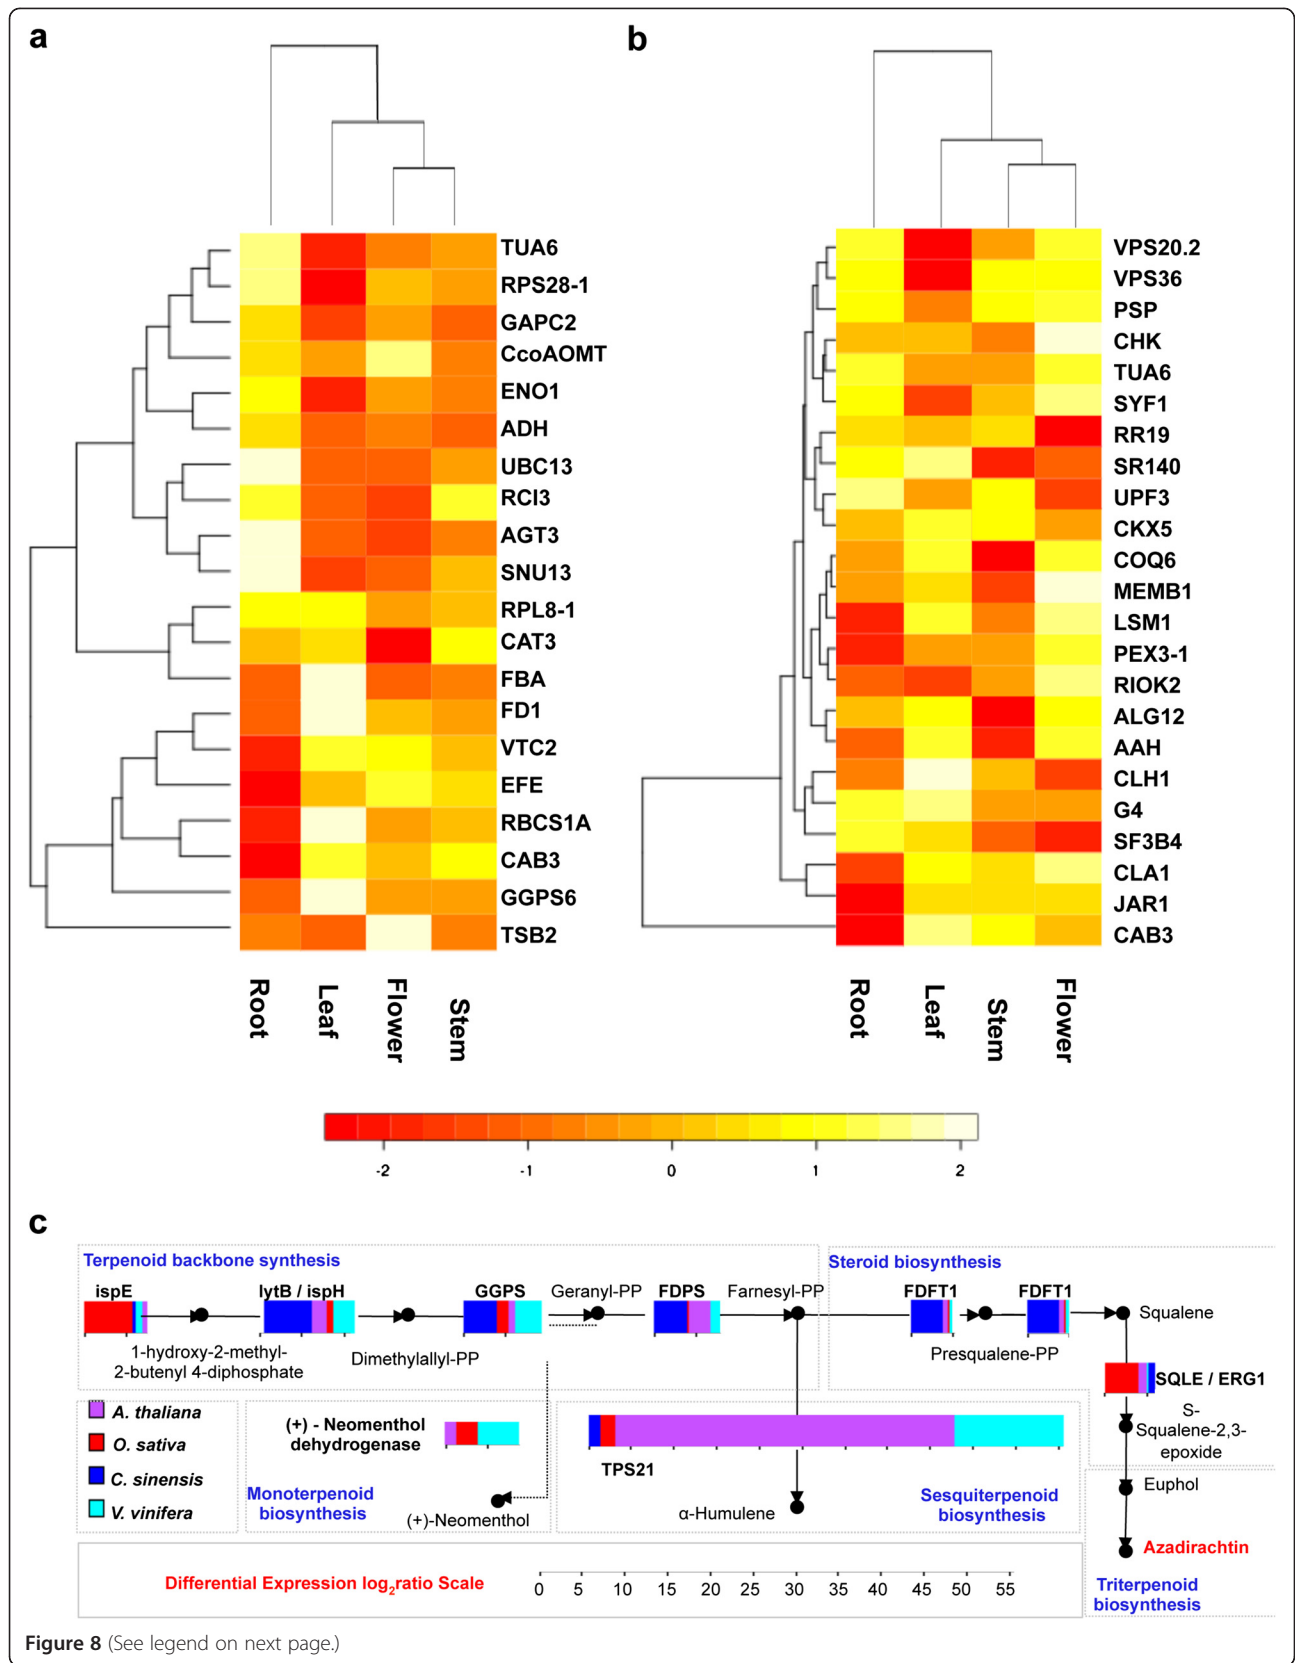 a
b
TUA6
RPS28-1
GAPC2
CcoAOMT
ENO1
ADH
UBC13
RCI3
AGT3
SNU13
RPL8-1
CAT3
FBA
FD1
VTC2
EFE
RBCS1A
CAB3
GGPS6
TSB2
Root
Leaf
Flower
Stem
VPS20.2
VPS36
PSP
CHK
TUA6
SYF1
RR19
SR140
UPF3
CKX5
COQ6
MEMB1
LSM1
PEX3-1
RIOK2
ALG12
AAH
CLH1
G4
SF3B4
CLA1
JAR1
CAB3
Root
Leaf
Stem
Flower
-2 -1 0 1 2
c
Terpenoid backbone synthesis
Steroid biosynthesis
ispE
lytB / ispH
GGPS
Geranyl-PP
FDPS
Farnesyl-PP
FDFT1
FDFT1
Squalene
1-hydroxy-2-methyl-
2-butenyl 4-diphosphate
Dimethylallyl-PP
Presqualene-PP
SQLE / ERG1
A. thaliana
O. sativa
C. sinensis
V. vinifera
(+) - Neomenthol
dehydrogenase
Monoterpenoid
biosynthesis
(+)-Neomenthol
TPS21
α-Humulene
Sesquiterpenoid
biosynthesis
S-
Squalene-2,3-
epoxide
Euphol
Azadirachtin
Triterpenoid
biosynthesis
Differential Expression log2ratio Scale
0 5 10 15 20 25 30 35 40 45 50 55
Figure 8 (See legend on next page.)